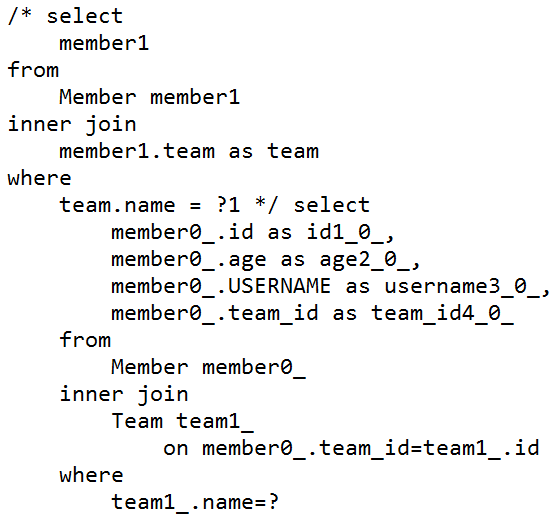 /* select
    member1
from
    Member member1
inner join
    member1.team as team
where
    team.name = ?1 */ select
        member0_.id as id1_0_,
        member0_.age as age2_0_,
        member0_.USERNAME as username3_0_,
        member0_.team_id as team_id4_0_
    from
        Member member0_
    inner join
        Team team1_
            on member0_.team_id=team1_.id
    where
        team1_.name=?